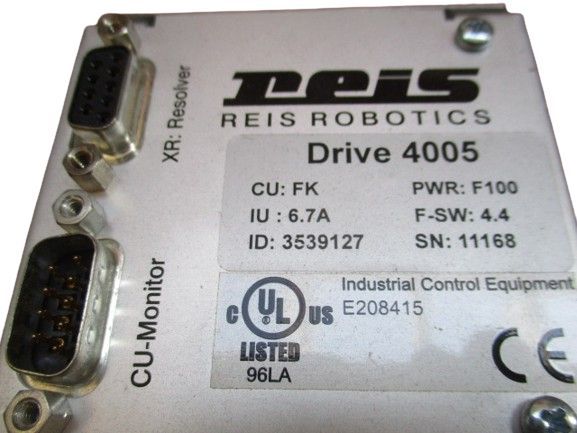 reis
REIS ROBOTICS
Drive 4005
CU: FK PWR: F100
IU : 6.7A F-SW: 4.4
ID: 3539127 SN: 11168
XR: Resolver
CU-Monitor
Industrial Control Equipment
E208415
C UL US
LISTED
96LA
CE